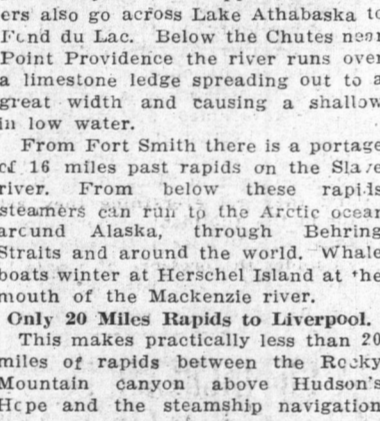 ers also go across Lake Athabaska to
Fond du Lac. Below the Chutes near
Point Providence the river runs over
a limestone ledge spreading out to a
great width and causing a shallow
in low water.
From Fort Smith there is a portage
of 16 miles past rapids on the Slave
river. From below these rapids
steamers can run to the Arctic ocean
around Alaska, through Behring
Straits and around the world. Whale
boats winter at Herschel Island at the
mouth of the Mackenzie river.
Only 20 Miles Rapids to Liverpool.
This makes practically less than 20
miles of rapids between the Rocky
Mountain canyon above Hudson's
Hope and the steamship navigation